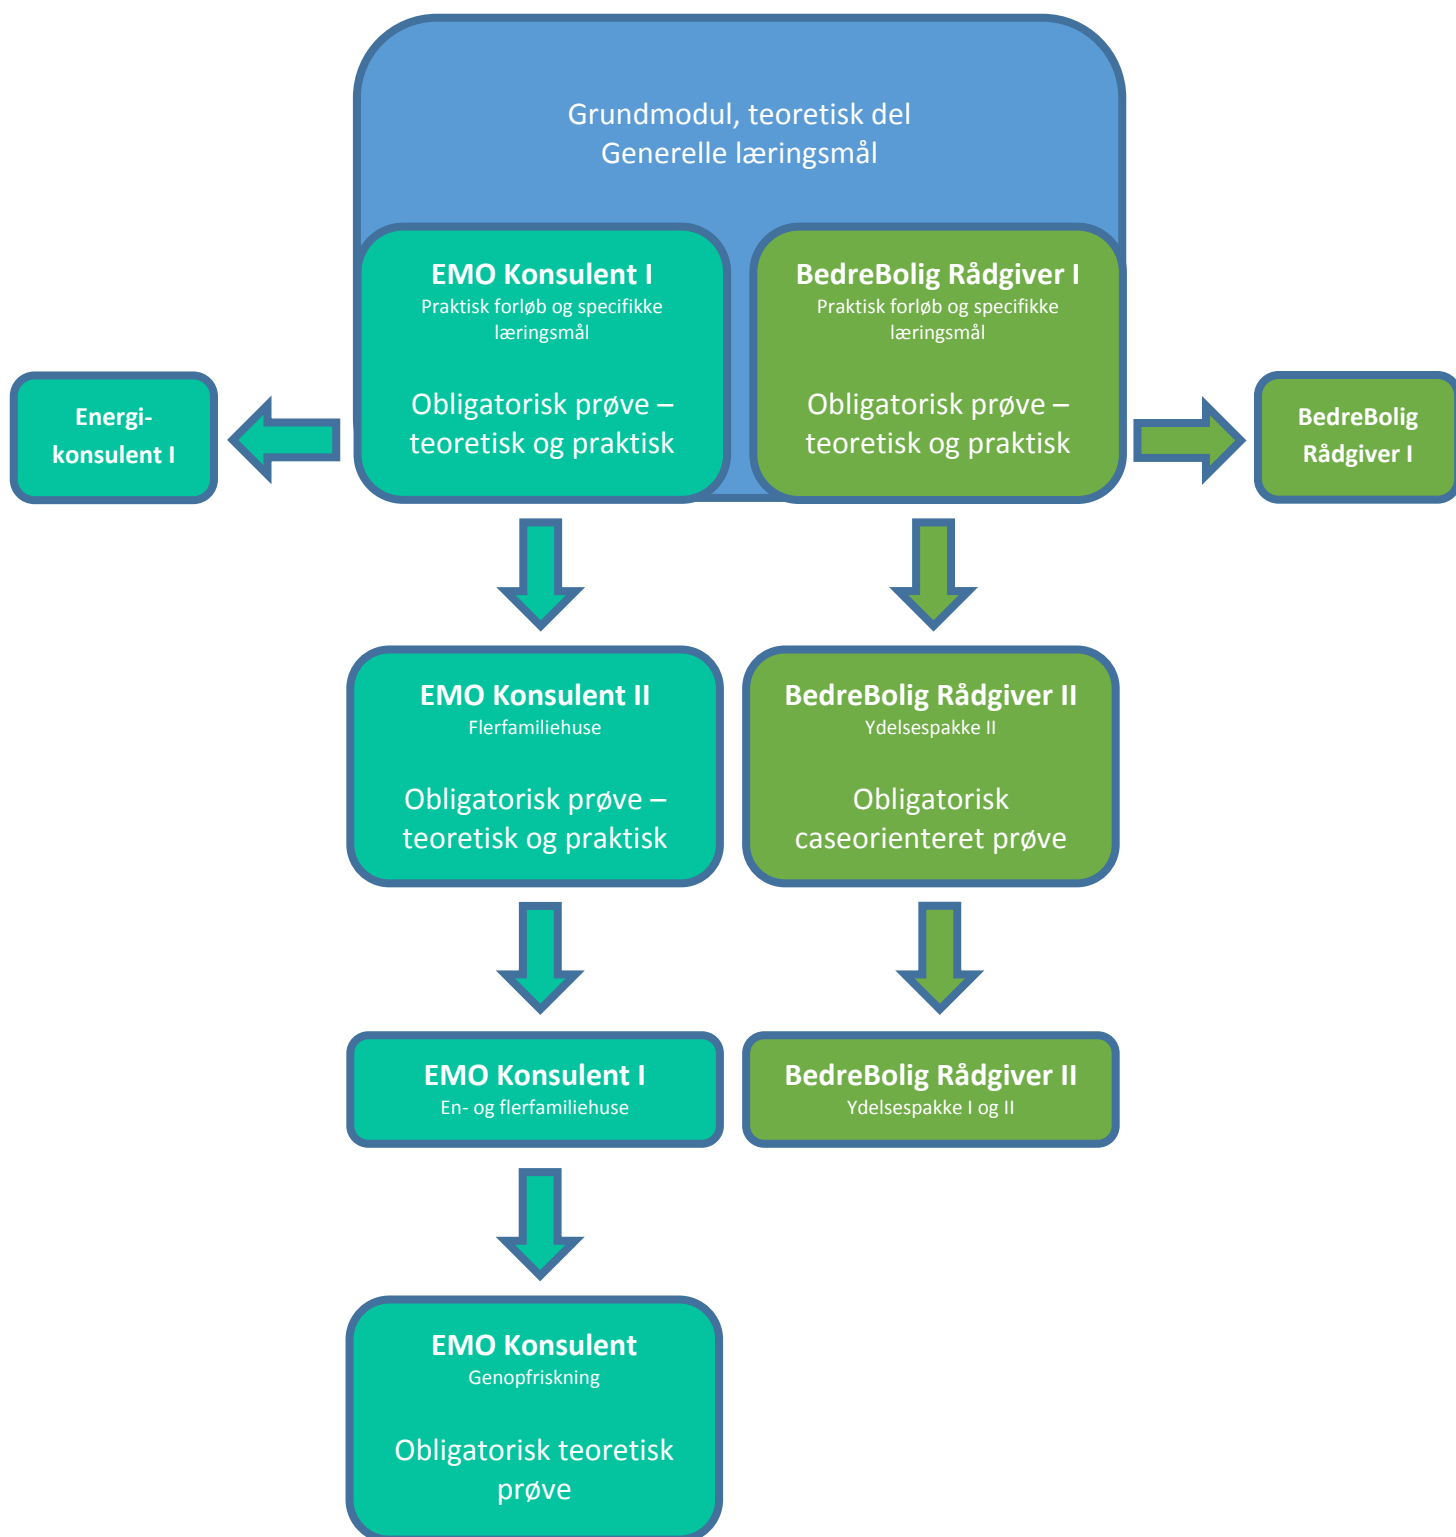 Grundmodul, teoretisk del
Generelle læringsmål
EMO Konsulent I
Praktisk forløb og specifikke
læringsmål
Obligatorisk prøve –
teoretisk og praktisk
BedreBolig Rådgiver I
Praktisk forløb og specifikke
læringsmål
Obligatorisk prøve –
teoretisk og praktisk
Energi-
konsulent I
BedreBolig
Rådgiver I
EMO Konsulent II
Flerfamiliehuse
Obligatorisk prøve –
teoretisk og praktisk
BedreBolig Rådgiver II
Ydelsespakke II
Obligatorisk
caseorienteret prøve
EMO Konsulent I
En- og flerfamiliehuse
BedreBolig Rådgiver II
Ydelsespakke I og II
EMO Konsulent
Genopfriskning
Obligatorisk teoretisk
prøve